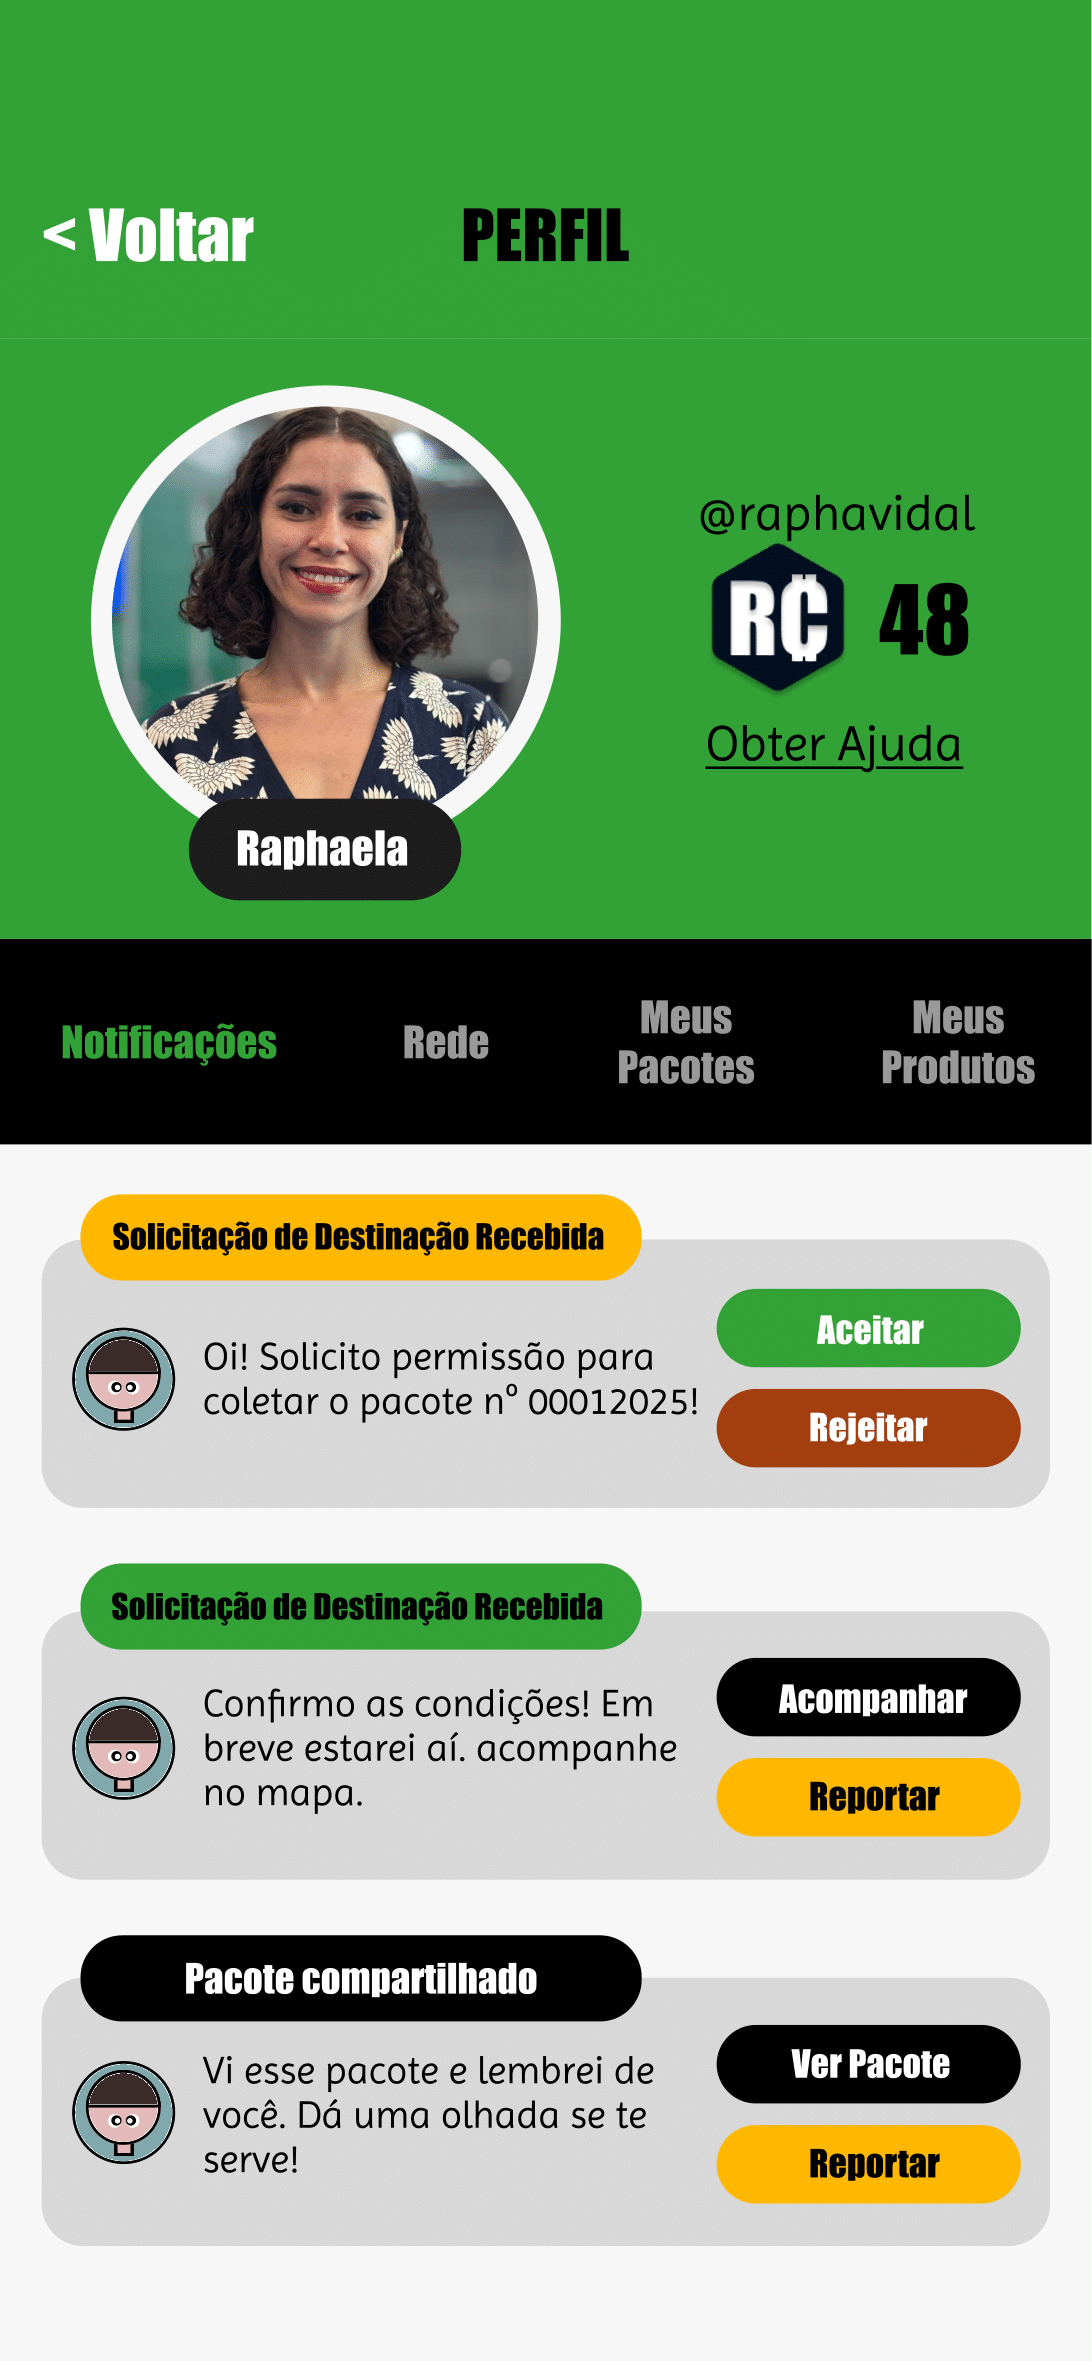 < Voltar PERFIL
@raphavidal
R₵ 48
Obter Ajuda
Raphaela
Notificações Rede Meus Pacotes Meus Produtos
Solicitação de Destinação Recebida
Oi! Solicito permissão para
coletar o pacote nº 00012025!
Aceitar
Rejeitar
Solicitação de Destinação Recebida
Confirmo as condições! Em
breve estarei aí. acompanhe
no mapa.
Acompanhar
Reportar
Pacote compartilhado
Vi esse pacote e lembrei de
você. Dá uma olhada se te
serve!
Ver Pacote
Reportar